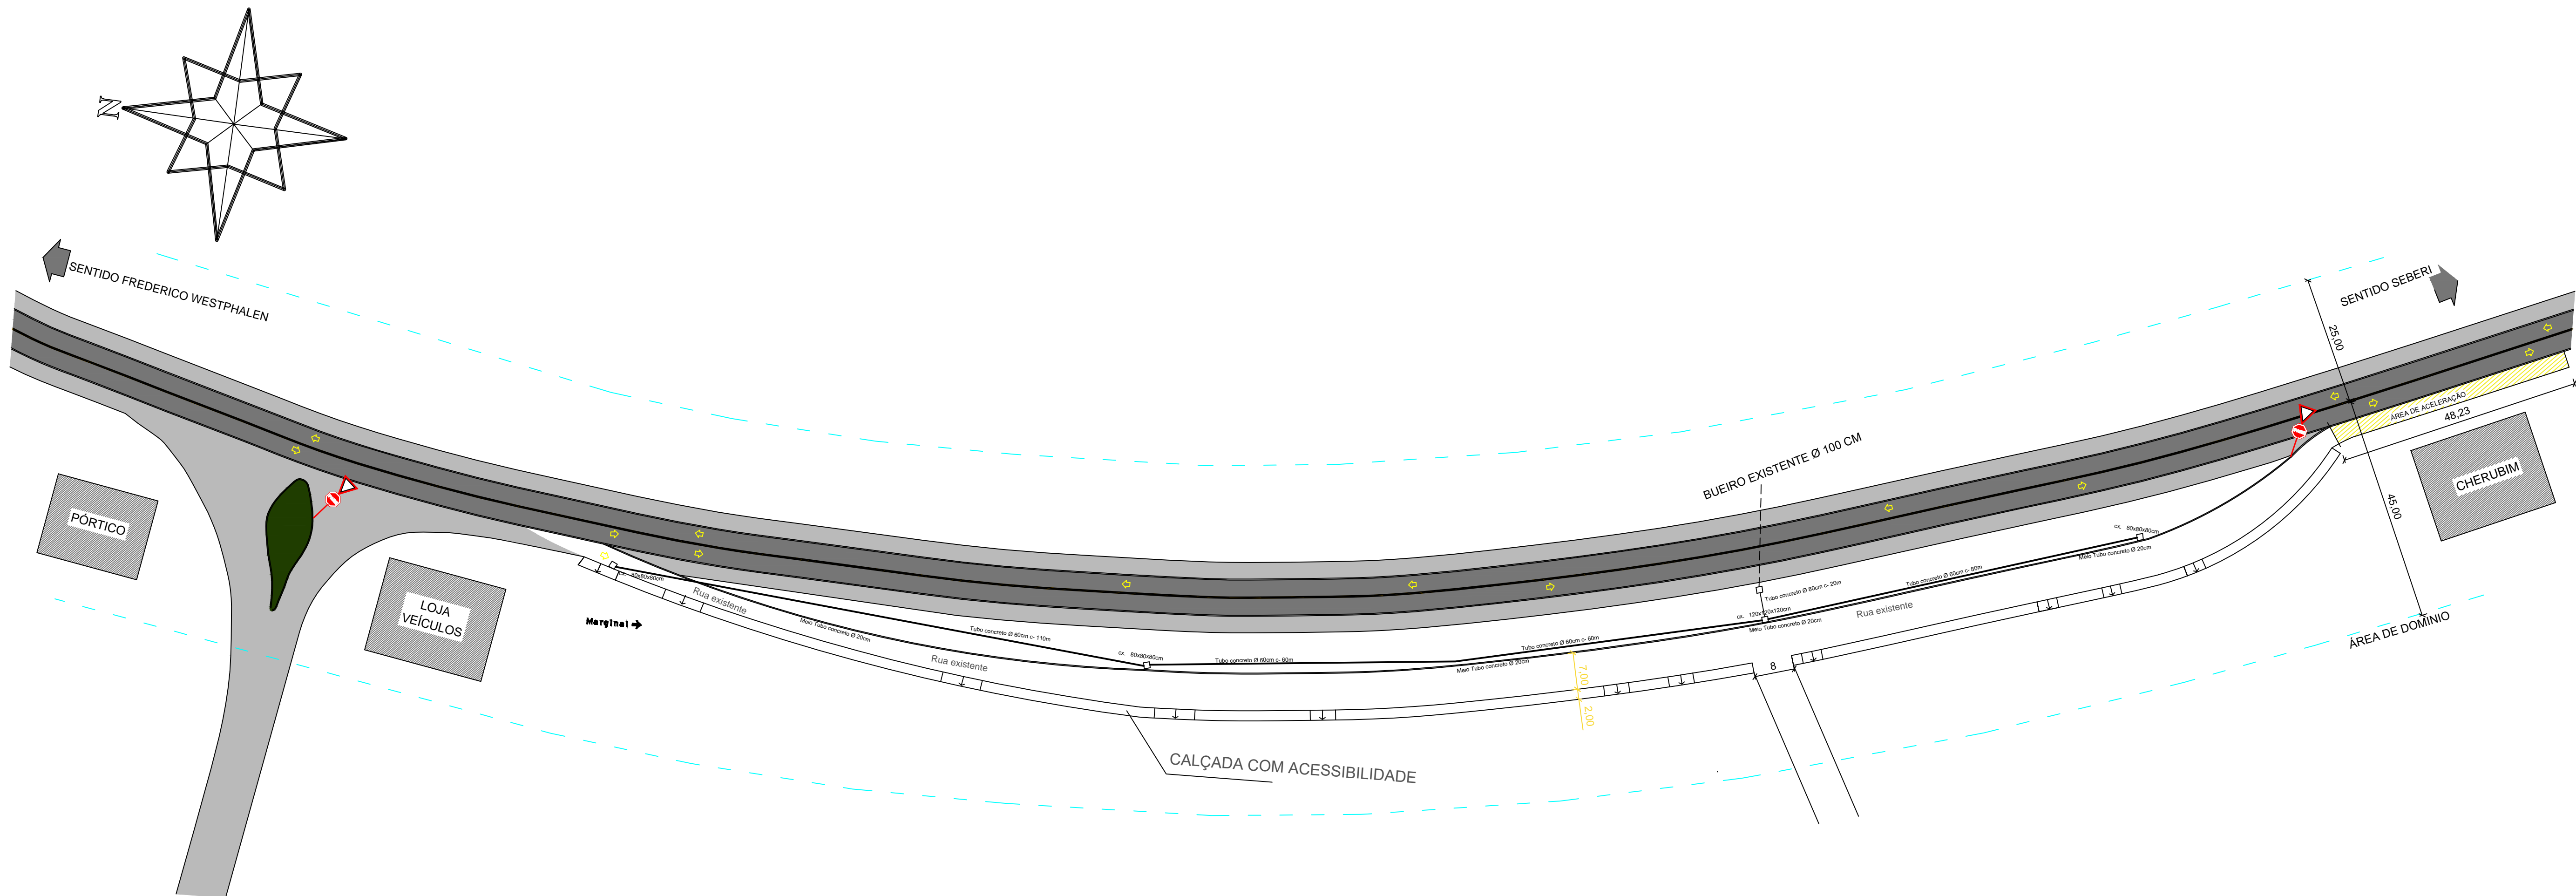 N
SENTIDO FREDERICO WESTPHALEN
SENTIDO SEBERI
25,00
ÁREA DE ACELERAÇÃO
48,23
CHERUBIM
45,00
ÁREA DE DOMÍNIO
BUEIRO EXISTENTE Ø 100 CM
PÓRTICO
LOJA
VEÍCULOS
cx. 80x80x80cm
Rua existente
Marginal
Meio Tubo concreto Ø 20cm
Tubo concreto Ø 60cm c- 110m
Rua existente
cx. 80x80x80cm
Tubo concreto Ø 60cm c- 60m
Meio Tubo concreto Ø 20cm
Tubo concreto Ø 60cm c- 60m
7,00
2,00
cx. 120x120x120cm
Tubo concreto Ø 80cm c- 20m
Meio Tubo concreto Ø 20cm
Tubo concreto Ø 60cm c- 80m
Rua existente
cx. 80x80x80cm
Meio Tubo concreto Ø 20cm
8
CALÇADA COM ACESSIBILIDADE